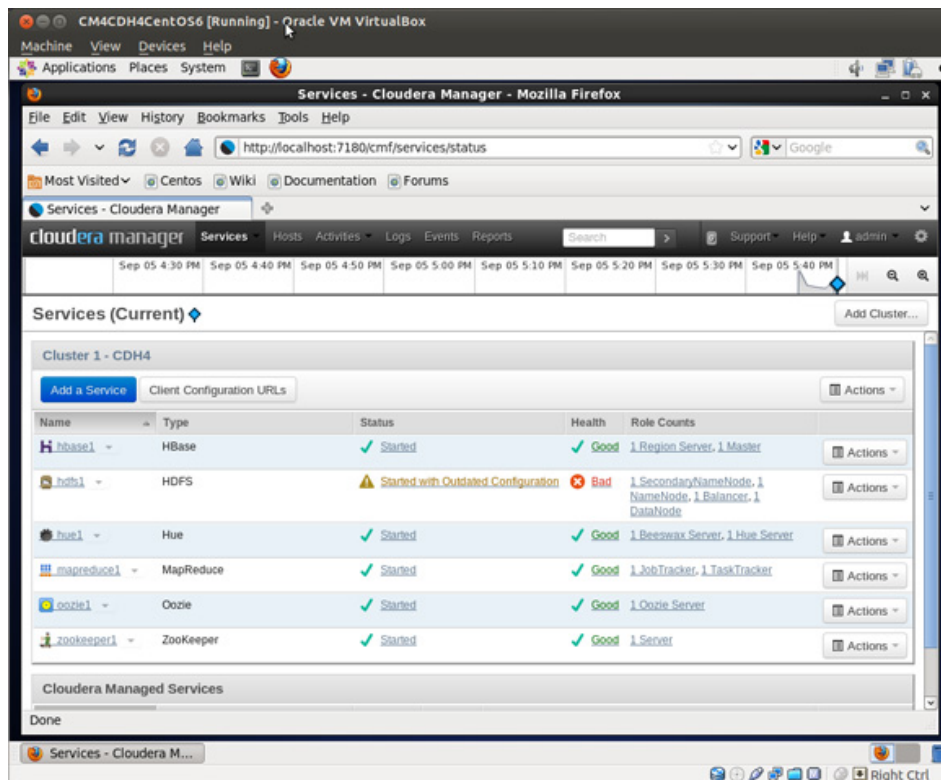 CM4CDH4CentOS6 [Running] - Oracle VM VirtualBox
Machine View Devices Help
Applications Places System
Services - Cloudera Manager - Mozilla Firefox
File Edit View History Bookmarks Tools Help
http://localhost:7180/cmf/services/status Google
Most Visited Centos Wiki Documentation Forums
Services - Cloudera Manager
cloudera manager Services Hosts Activities Logs Events Reports Search Support Help admin
Sep 05 4:30 PM Sep 05 4:40 PM Sep 05 4:50 PM Sep 05 5:00 PM Sep 05 5:10 PM Sep 05 5:20 PM Sep 05 5:30 PM Sep 05 5:40 PM
Services (Current) Add Cluster...
Cluster 1 - CDH4
Add a Service Client Configuration URLs Actions
Name Type Status Health Role Counts
hbase1 HBase Started Good 1 Region Server, 1 Master Actions
hdfs1 HDFS Started with Outdated Configuration Bad 1 SecondaryNameNode, 1 Actions
NameNode, 1 Balancer, 1
DataNode
hue1 Hue Started Good 1 Beeswax Server, 1 Hue Server Actions
mapreduce1 MapReduce Started Good 1 JobTracker, 1 TaskTracker Actions
oozie1 Oozie Started Good 1 Oozie Server Actions
zookeeper1 ZooKeeper Started Good 1 Server Actions
Cloudera Managed Services
Done
Services - Cloudera M...
Right Ctrl